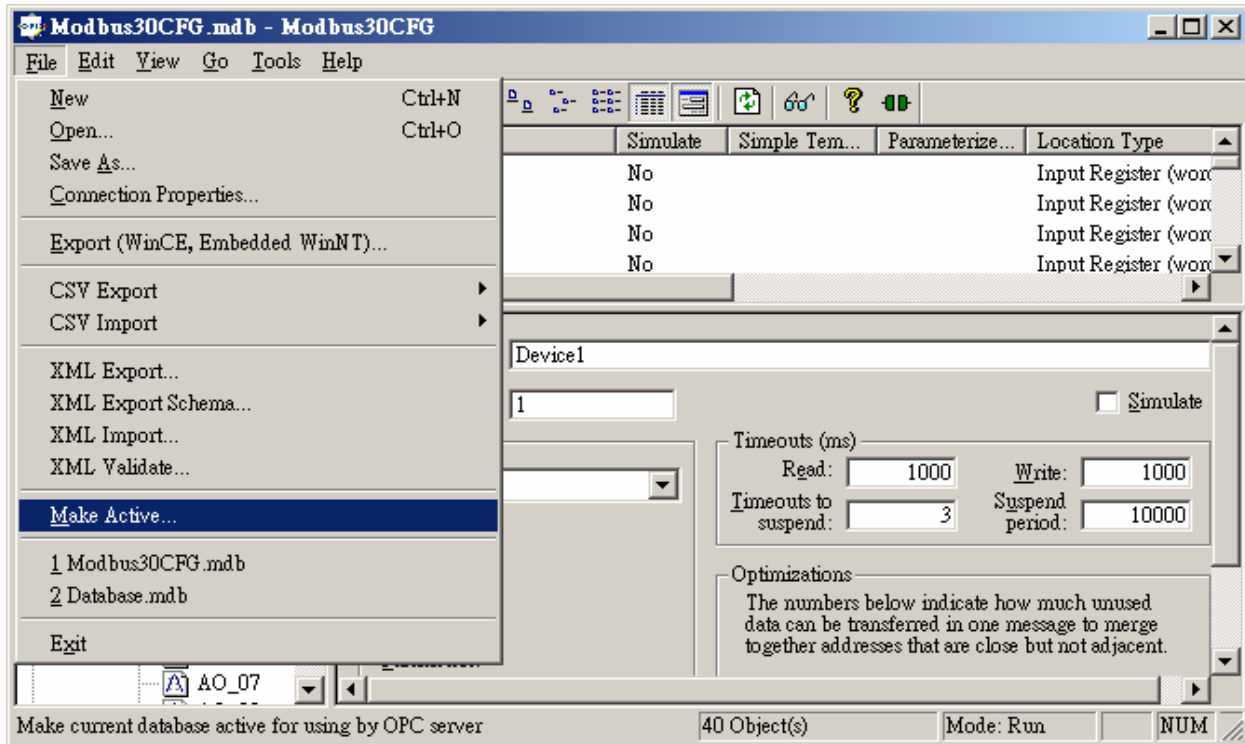 Modbus30CFG.mdb - Modbus30CFG
File Edit View Go Tools Help
New Ctrl+N
Open... Ctrl+O
Save As...
Connection Properties...
Export (WinCE, Embedded WinNT)...
CSV Export
CSV Import
XML Export...
XML Export Schema...
XML Import...
XML Validate...
Make Active...
1 Modbus30CFG.mdb
2 Database.mdb
Exit
Simulate Simple Tem... Parameterize... Location Type
No Input Register (word
No Input Register (word
No Input Register (word
No Input Register (word
Device1
1 Simulate
Timeouts (ms)
Read: 1000 Write: 1000
Timeouts to suspend: 3 Suspend period: 10000
Optimizations
The numbers below indicate how much unused
data can be transferred in one message to merge
together addresses that are close but not adjacent.
AO_07
Make current database active for using by OPC server 40 Object(s) Mode: Run NUM